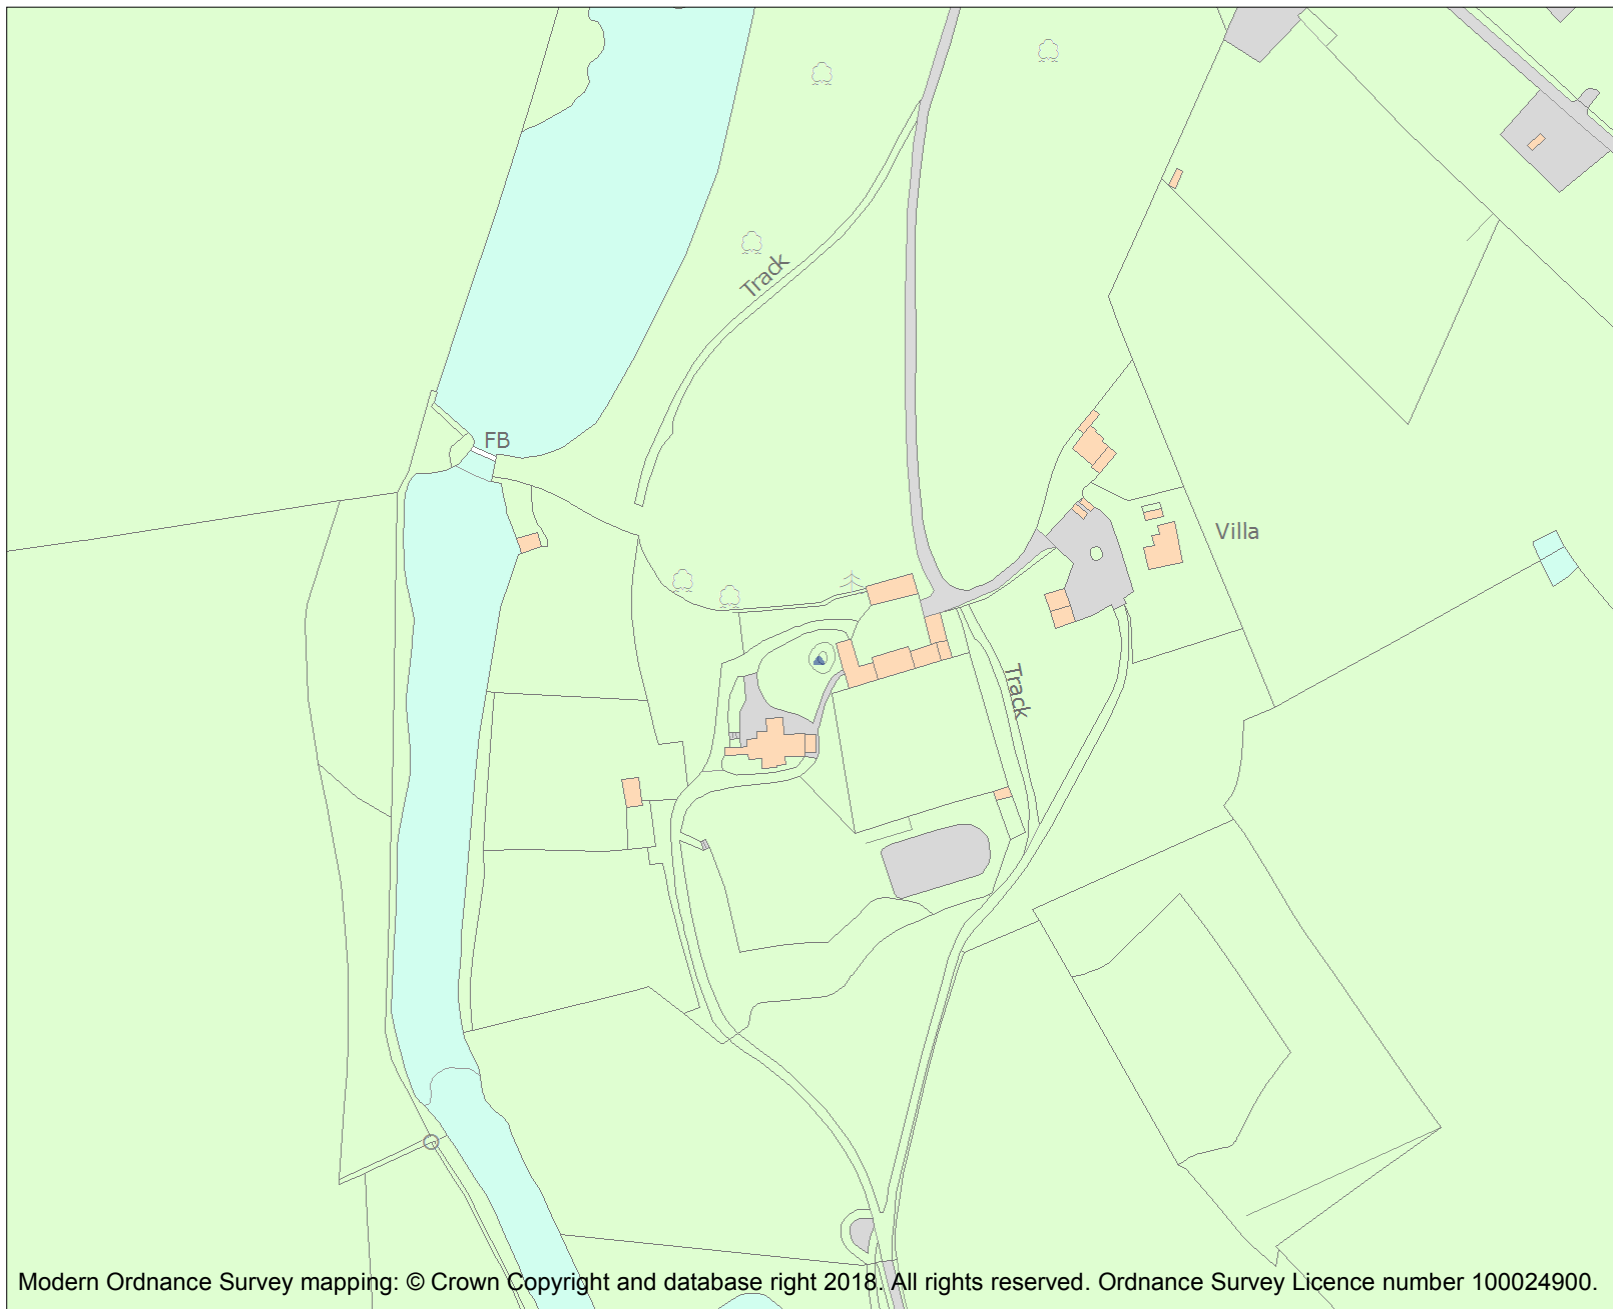 Track
FB
Villa
Track
Modern Ordnance Survey mapping: © Crown Copyright and database right 2018. All rights reserved. Ordnance Survey Licence number 100024900.